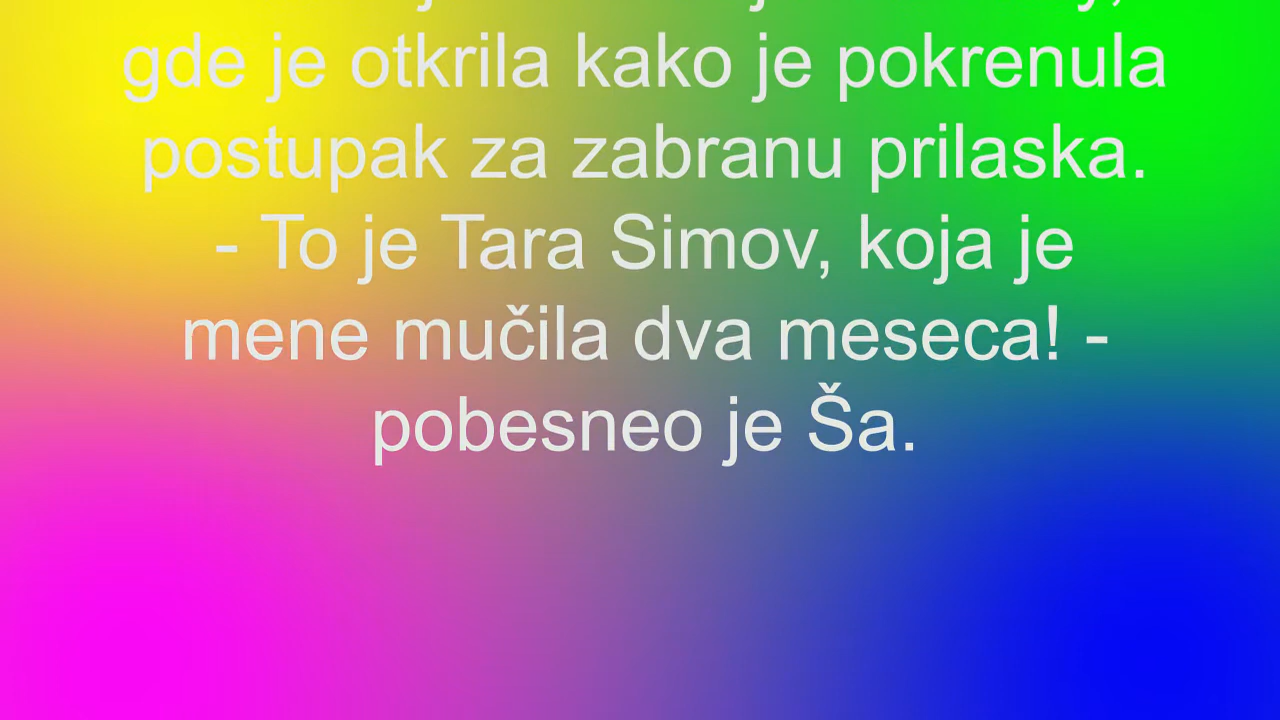 gde je otkrila kako je pokrenula
postupak za zabranu prilaska.
- To je Tara Simov, koja je
mene mučila dva meseca! -
pobesneo je Ša.